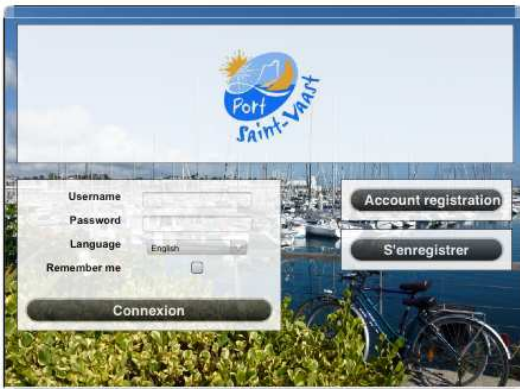 Port
Saint-Vaast
Username
Password
Language
English
Remember me
Connexion
Account registration
S'enregistrer